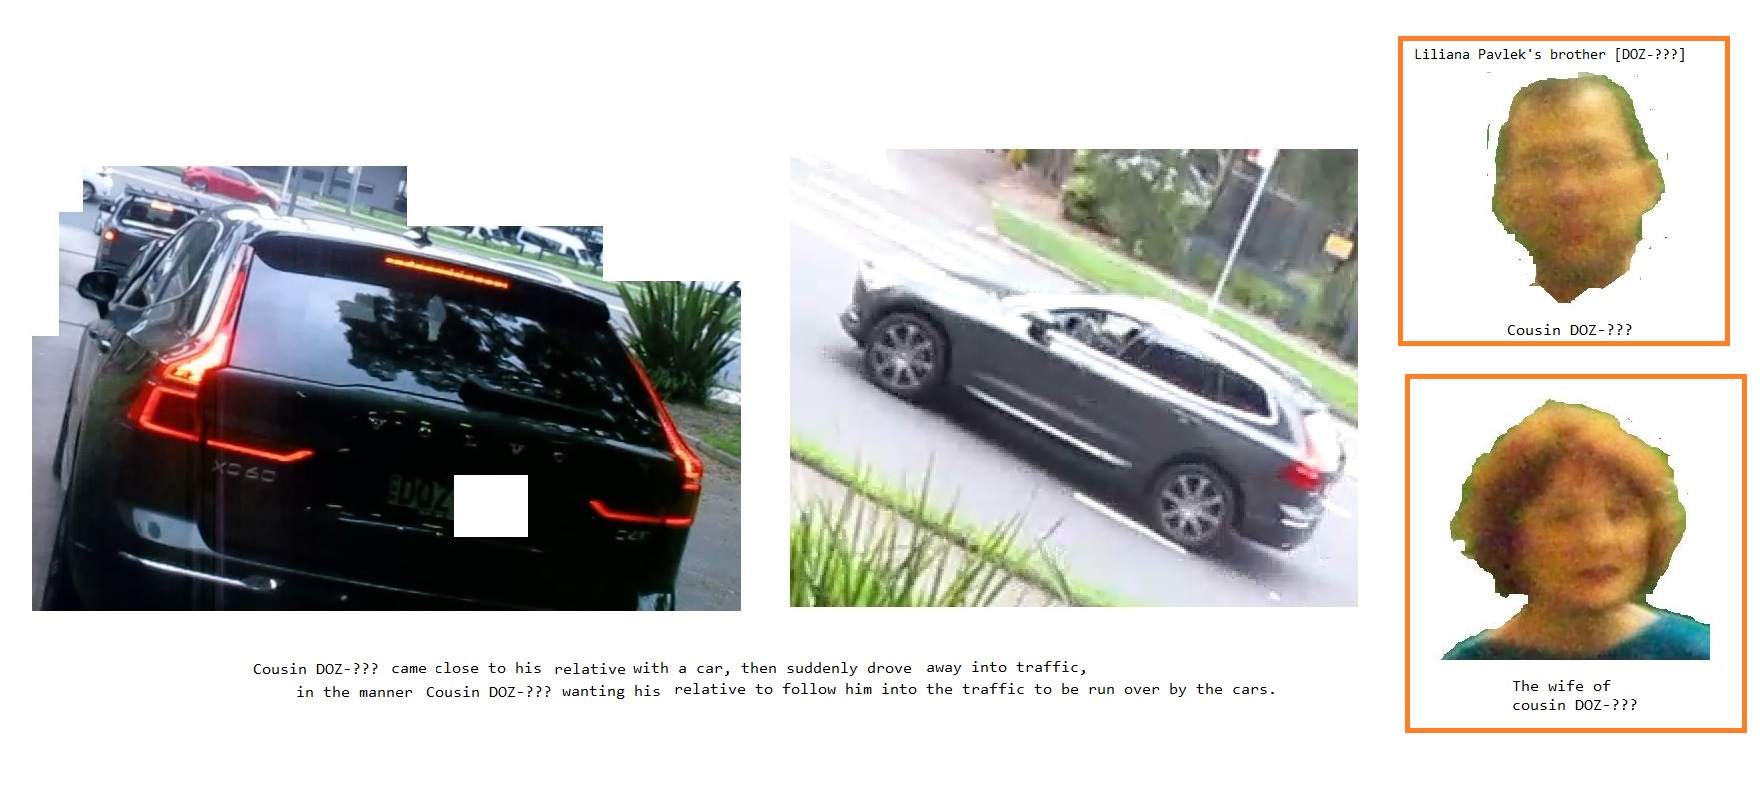 Liliana Pavlek's brother [DOZ-???]
Cousin DOZ-???
VOLVO
XC60
DOZ
The wife of
cousin DOZ-???
Cousin DOZ-??? came close to his relative with a car, then suddenly drove away into traffic,
in the manner Cousin DOZ-??? wanting his relative to follow him into the traffic to be run over by the cars.